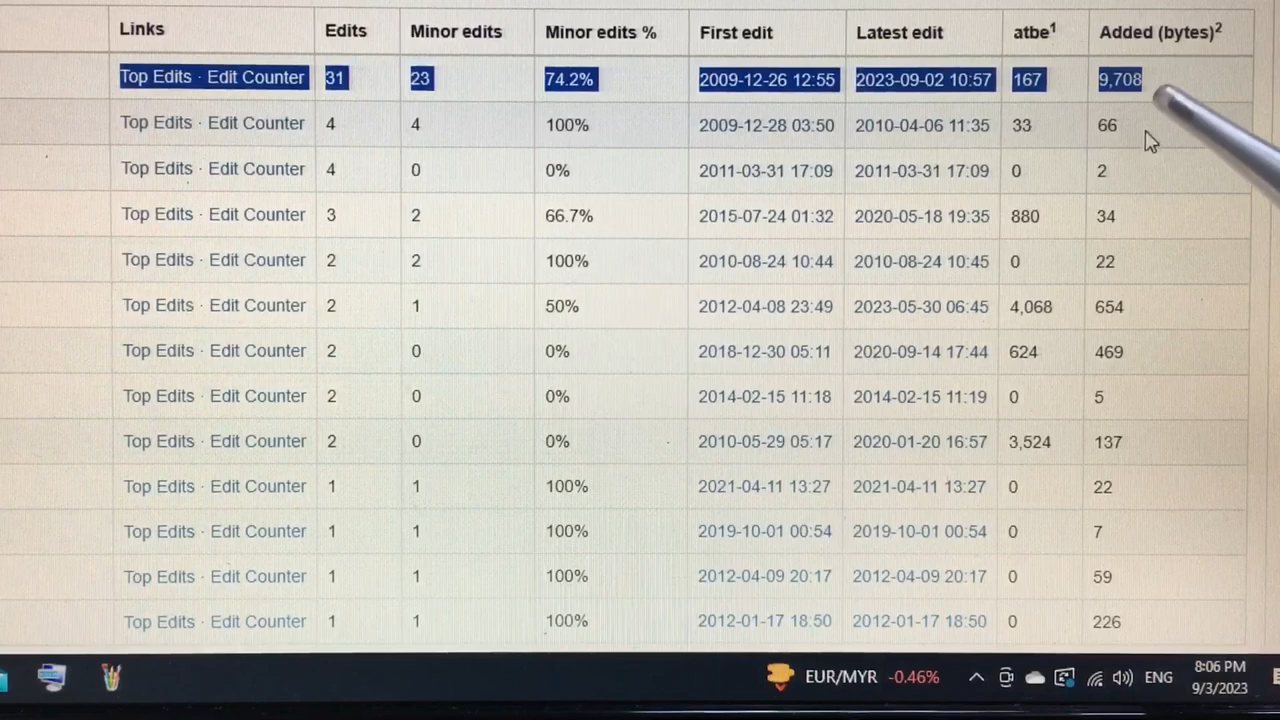 Links Edits Minor edits Minor edits % First edit Latest edit atbe1 Added (bytes)2
Top Edits · Edit Counter 31 23 74.2% 2009-12-26 12:55 2023-09-02 10:57 167 9,708
Top Edits · Edit Counter 4 4 100% 2009-12-28 03:50 2010-04-06 11:35 33 66
Top Edits · Edit Counter 4 0 0% 2011-03-31 17:09 2011-03-31 17:09 0 2
Top Edits · Edit Counter 3 2 66.7% 2015-07-24 01:32 2020-05-18 19:35 880 34
Top Edits · Edit Counter 2 2 100% 2010-08-24 10:44 2010-08-24 10:45 0 22
Top Edits · Edit Counter 2 1 50% 2012-04-08 23:49 2023-05-30 06:45 4,068 654
Top Edits · Edit Counter 2 0 0% 2018-12-30 05:11 2020-09-14 17:44 624 469
Top Edits · Edit Counter 2 0 0% 2014-02-15 11:18 2014-02-15 11:19 0 5
Top Edits · Edit Counter 2 0 0% 2010-05-29 05:17 2020-01-20 16:57 3,524 137
Top Edits · Edit Counter 1 1 100% 2021-04-11 13:27 2021-04-11 13:27 0 22
Top Edits · Edit Counter 1 1 100% 2019-10-01 00:54 2019-10-01 00:54 0 7
Top Edits · Edit Counter 1 1 100% 2012-04-09 20:17 2012-04-09 20:17 0 59
Top Edits · Edit Counter 1 1 100% 2012-01-17 18:50 2012-01-17 18:50 0 226
EUR/MYR -0.46% ENG 8:06 PM
9/3/2023